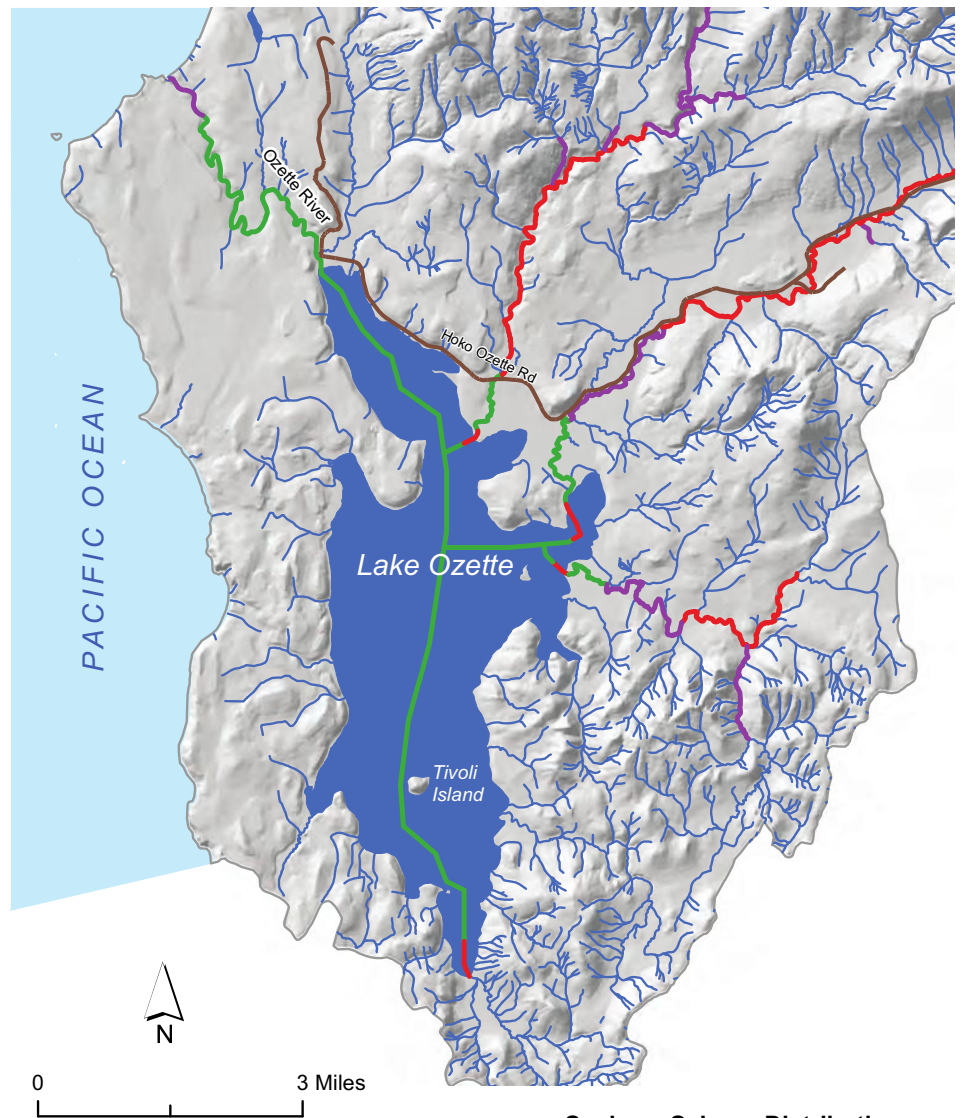 Ozette River
Hoko Ozette Rd
PACIFIC OCEAN
Lake Ozette
Tivoli
Island
N
0
3 Miles